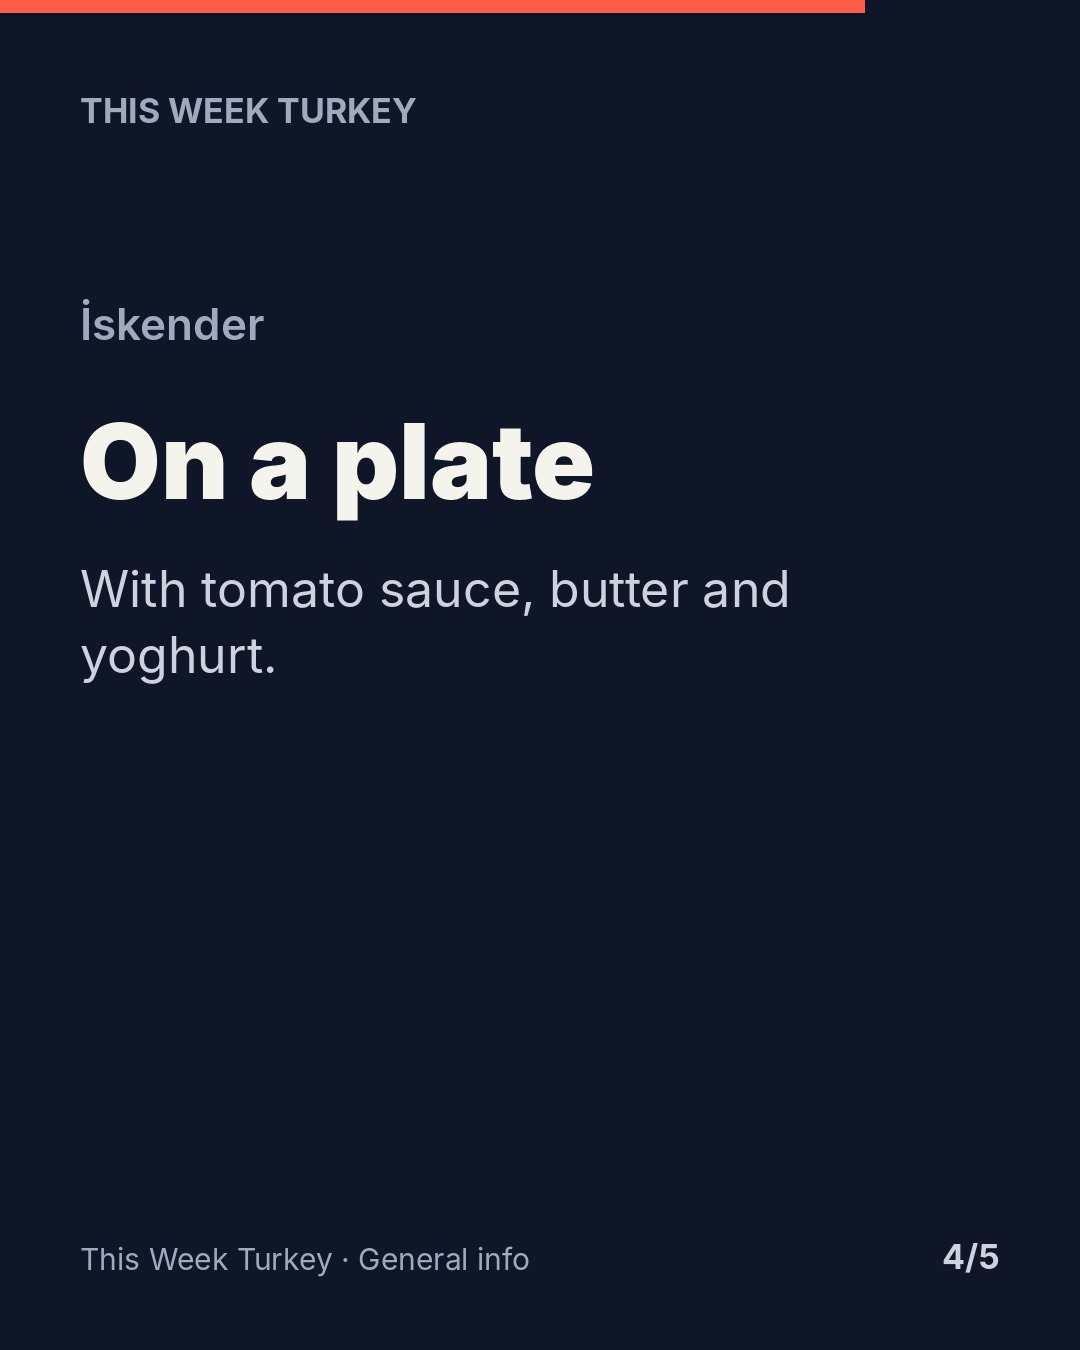 THIS WEEK TURKEY
İskender
On a plate
With tomato sauce, butter and
yoghurt.
This Week Turkey · General info
4/5